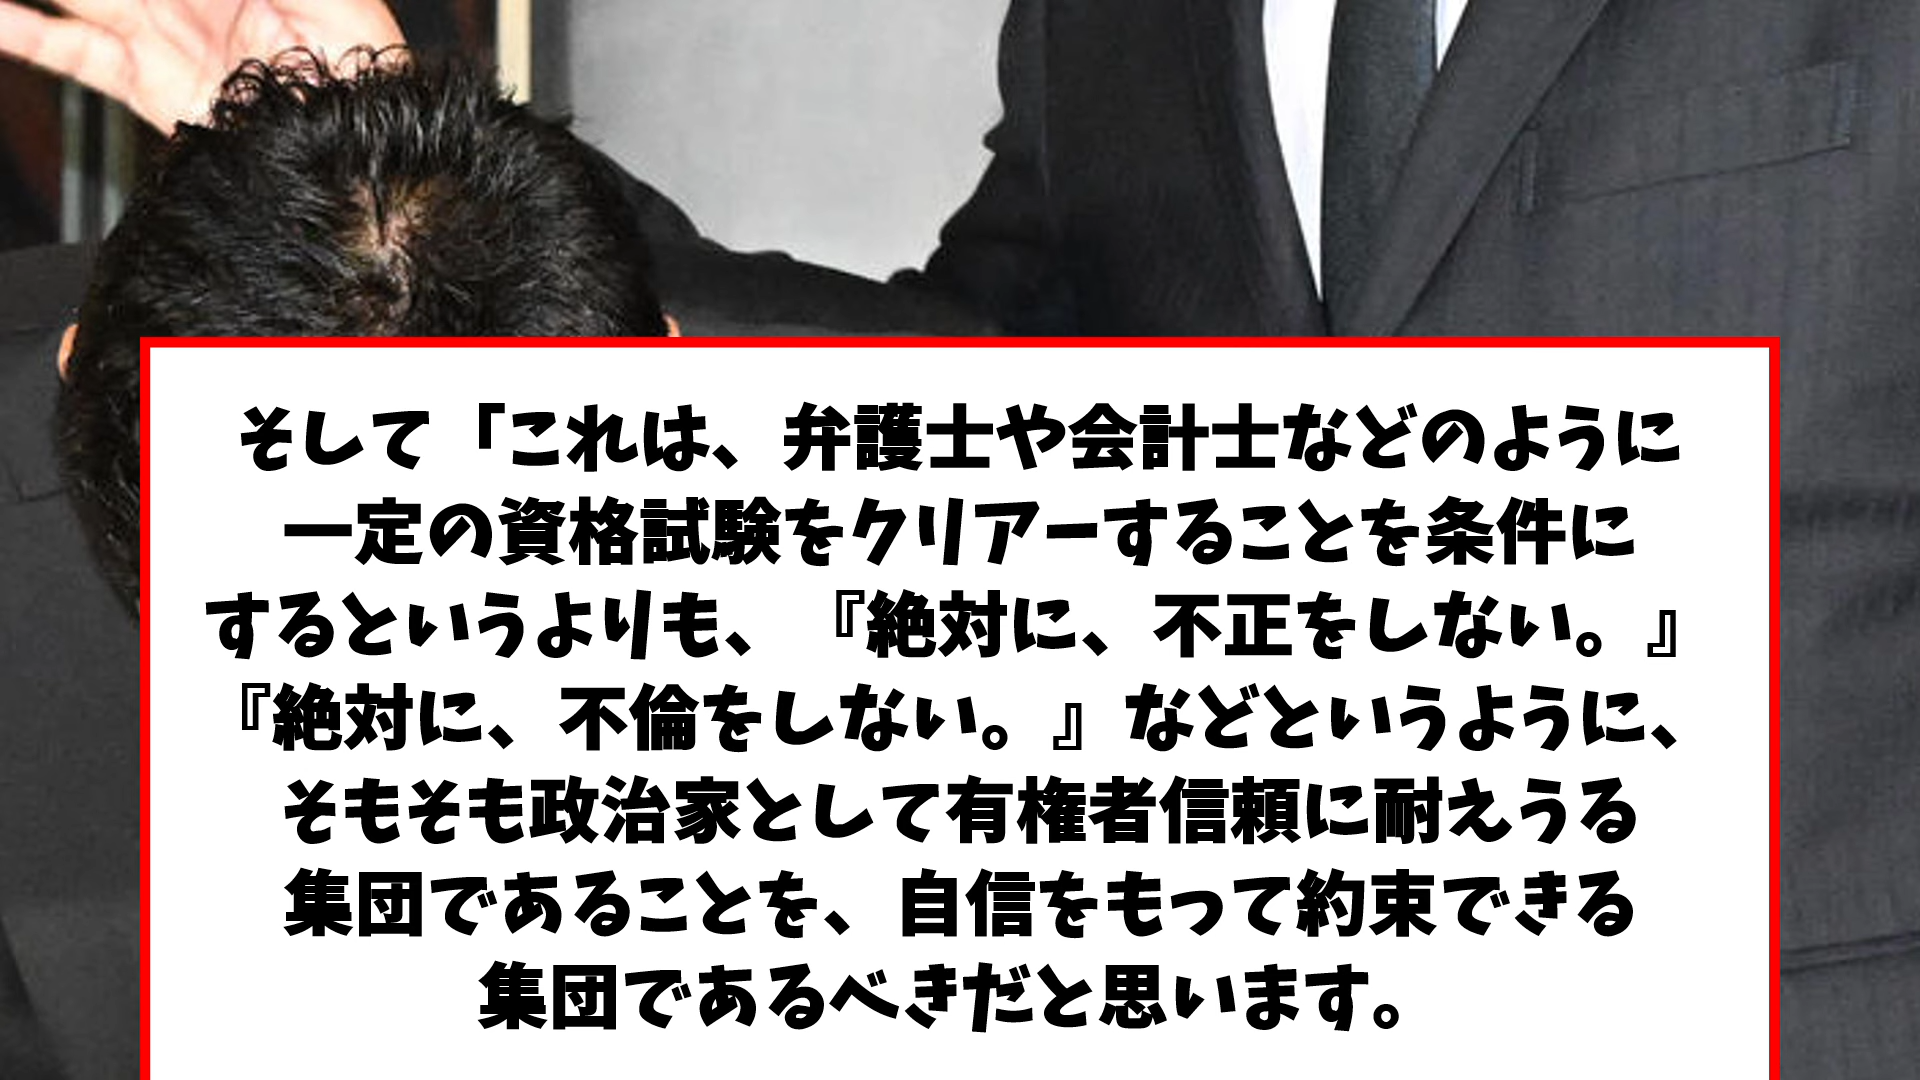 そして「これは、弁護士や会計士などのように
一定の資格試験をクリアーすることを条件に
するというよりも、『絶対に、不正をしない。』
『絶対に、不倫をしない。』などというように、
そもそも政治家として有権者信頼に耐えうる
集団であることを、自信をもって約束できる
集団であるべきだと思います。